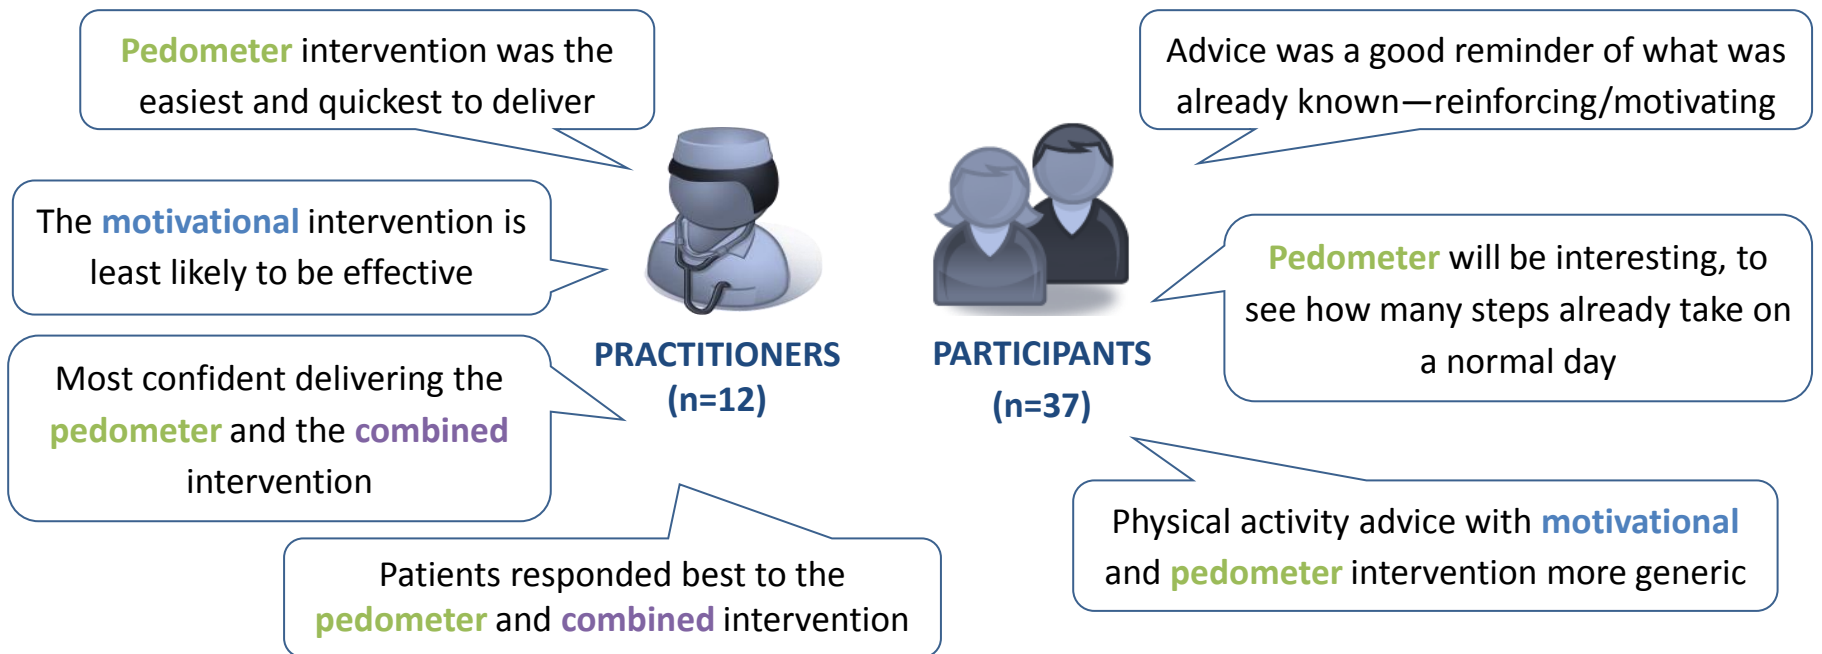 Pedometer intervention was the
easiest and quickest to deliver
The motivational intervention is
least likely to be effective
Most confident delivering the
pedometer and the combined
intervention
Patients responded best to the
pedometer and combined intervention
PRACTITIONERS
(n=12)
PARTICIPANTS
(n=37)
Advice was a good reminder of what was
already known—reinforcing/motivating
Pedometer will be interesting, to
see how many steps already take on
a normal day
Physical activity advice with motivational
and pedometer intervention more generic